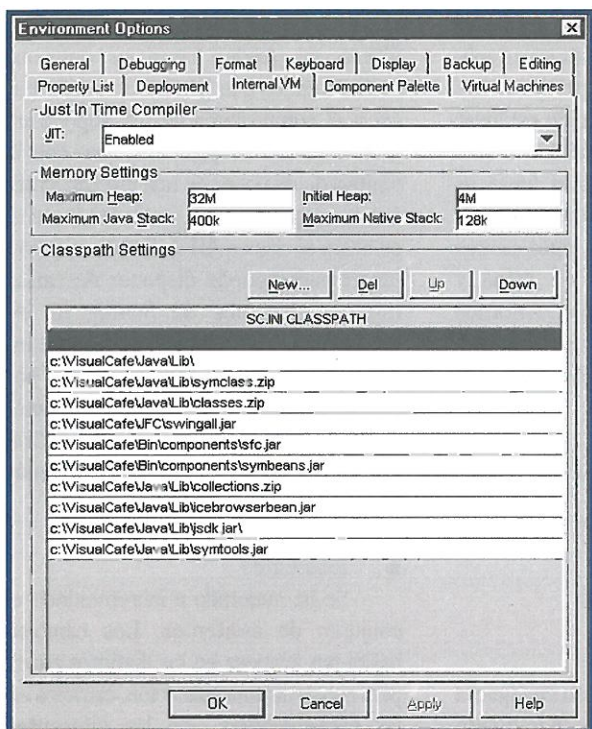 Environment Options
General Debugging Format Keyboard Display Backup Editing
Property List Deployment Internal VM Component Palette Virtual Machines
Just In Time Compiler
JIT: Enabled
Memory Settings
Maximum Heap: 32M Initial Heap: 4M
Maximum Java Stack: 400k Maximum Native Stack: 128k
Classpath Settings
New... Del Up Down
SC.INI CLASSPATH
c:\VisualCafe\Java\Lib\
c:\VisualCafe\Java\Lib\symclass.zip
c:\VisualCafe\Java\Lib\classes.zip
c:\VisualCafe\JFC\swingall.jar
c:\VisualCafe\Bin\components\sfc.jar
c:\VisualCafe\Bin\components\symbeans.jar
c:\VisualCafe\Java\Lib\collections.zip
c:\VisualCafe\Java\Lib\icebrowserbean.jar
c:\VisualCafe\Java\Lib\jsdk.jar\
c:\VisualCafe\Java\Lib\symtools.jar
OK Cancel Apply Help